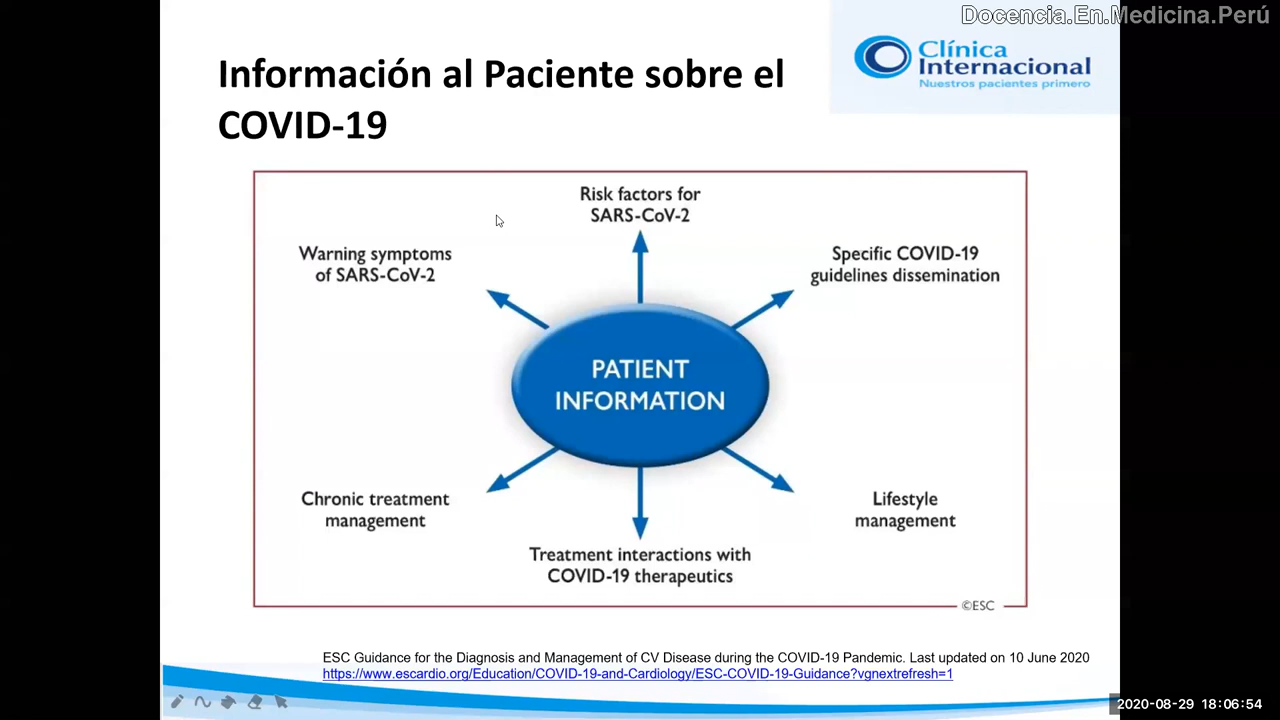 Docencia.En.Medicina.Perú
Clínica
Internacional
Nuestros pacientes primero
Información al Paciente sobre el
COVID-19
Risk factors for
SARS-CoV-2
Warning symptoms
of SARS-CoV-2
Specific COVID-19
guidelines dissemination
PATIENT
INFORMATION
Chronic treatment
management
Lifestyle
management
Treatment interactions with
COVID-19 therapeutics
©ESC
ESC Guidance for the Diagnosis and Management of CV Disease during the COVID-19 Pandemic. Last updated on 10 June 2020
https://www.escardio.org/Education/COVID-19-and-Cardiology/ESC-COVID-19-Guidance?vgnextrefresh=1
2020-08-29 18:06:54